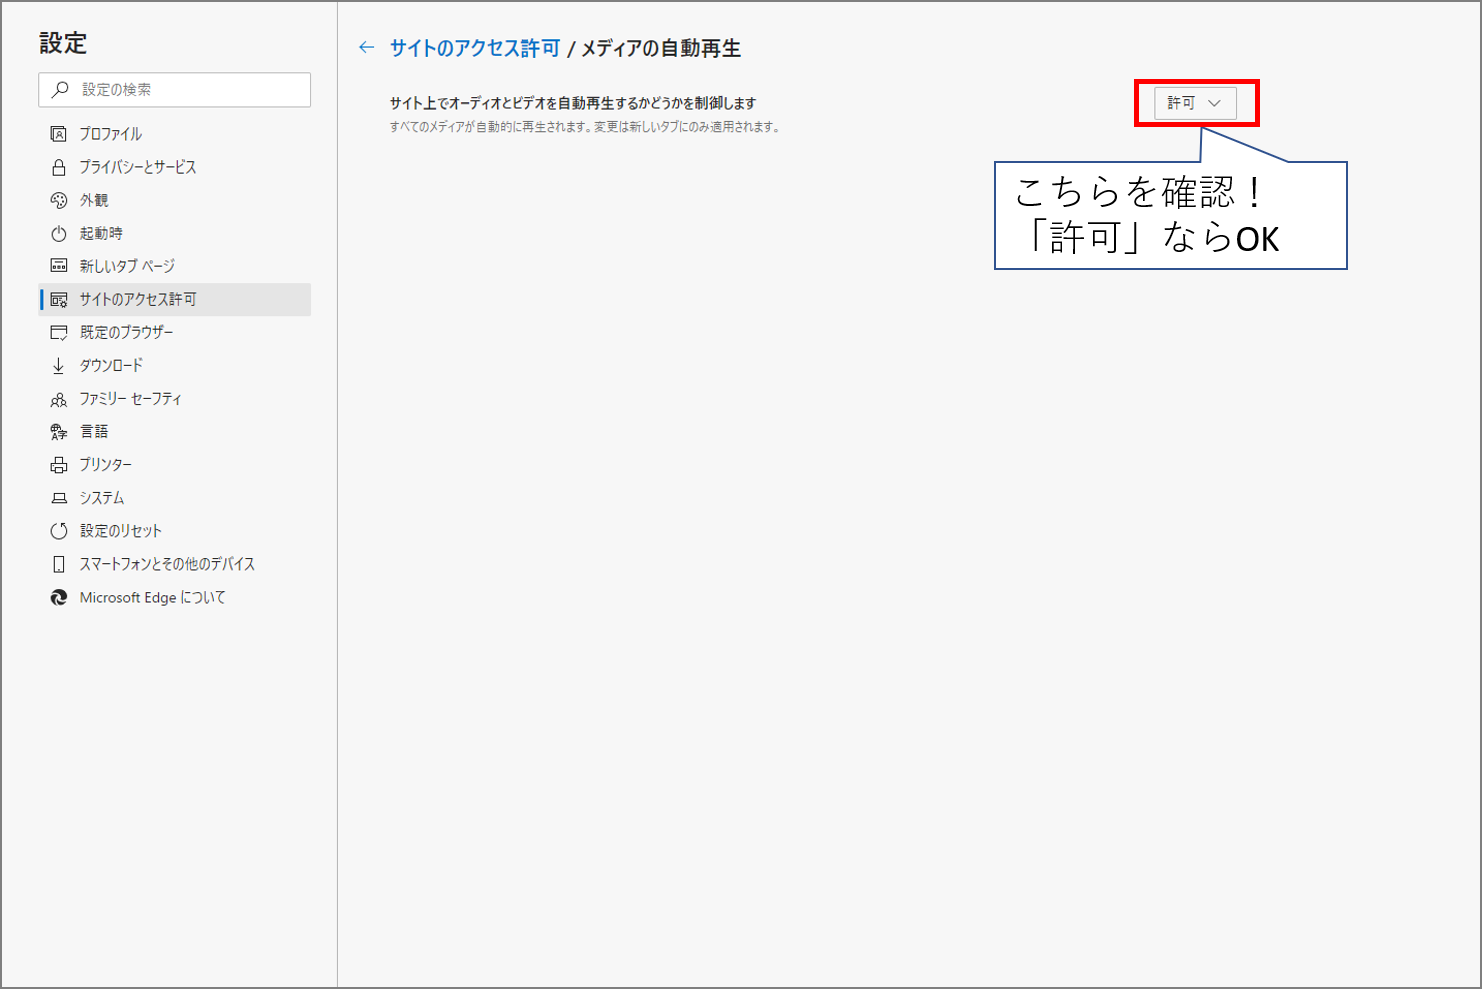 設定
設定の検索
プロファイル
プライバシーとサービス
外観
起動時
新しいタブ ページ
サイトのアクセス許可
既定のブラウザー
ダウンロード
ファミリー セーフティ
言語
プリンター
システム
設定のリセット
スマートフォンとその他のデバイス
Microsoft Edge について
サイトのアクセス許可 / メディアの自動再生
サイト上でオーディオとビデオを自動再生するかどうかを制御します
すべてのメディアが自動的に再生されます。変更は新しいタブにのみ適用されます。
許可
こちらを確認！
「許可」ならOK